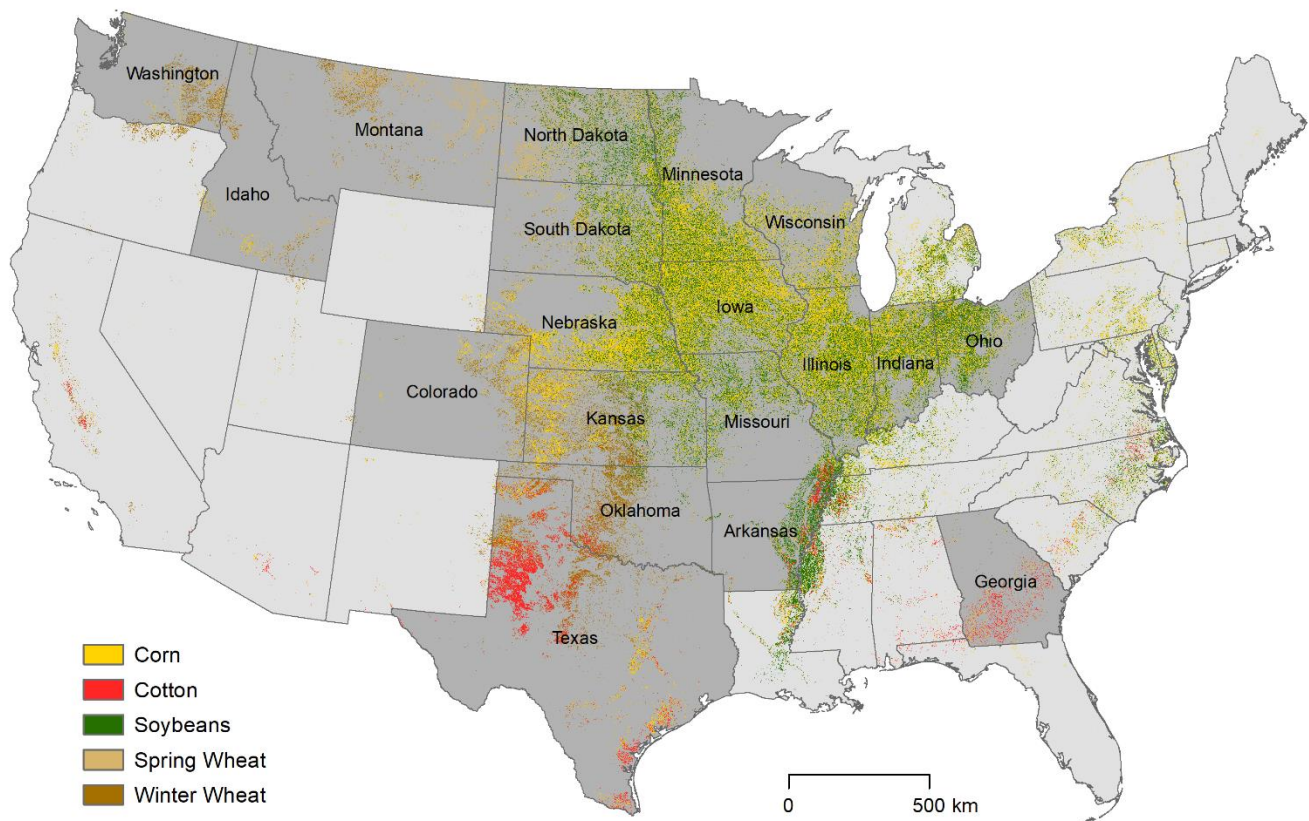 Washington
Montana
North Dakota
Minnesota
Idaho
South Dakota
Wisconsin
Nebraska
Iowa
Illinois
Indiana
Ohio
Colorado
Kansas
Missouri
Oklahoma
Arkansas
Georgia
Texas
Corn
Cotton
Soybeans
Spring Wheat
Winter Wheat
0 500 km